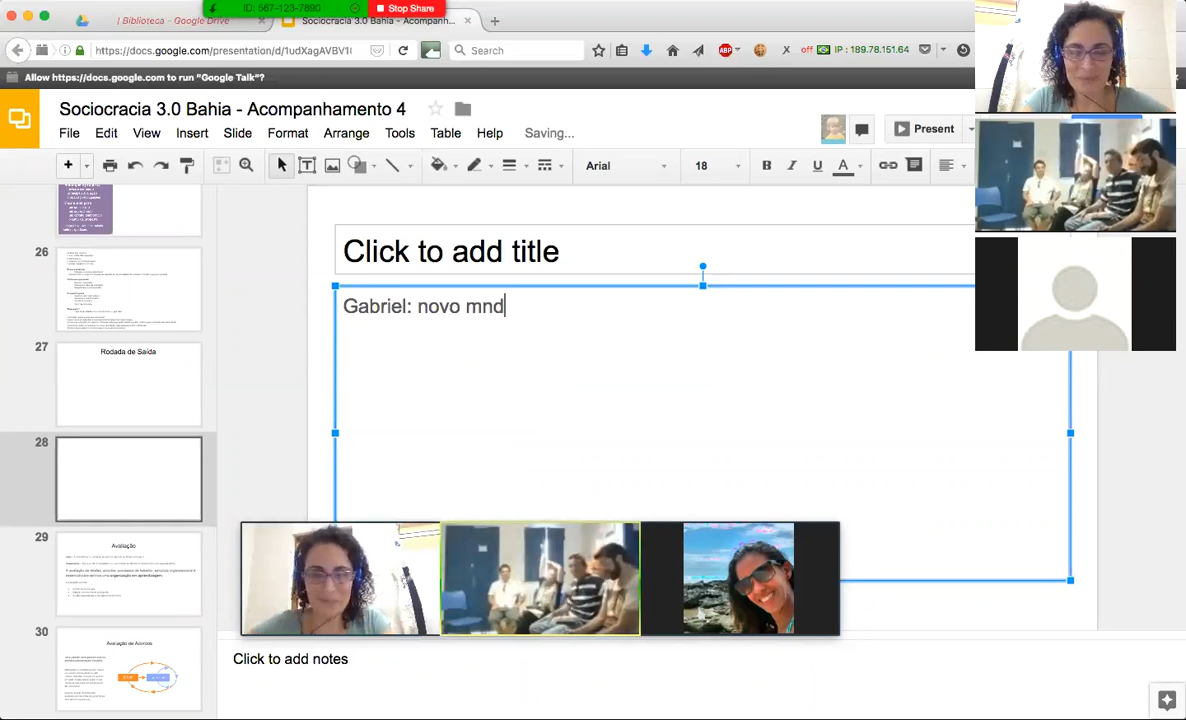 ID: 567-123-7890
Stop Share
| Biblioteca - Google Drive
Sociocracia 3.0 Bahia - Acompanh...
https://docs.google.com/presentation/d/1udXagAVBV1(
Search
ABP
off
IP : 189.78.151.64
Allow https://docs.google.com to run "Google Talk"?
Sociocracia 3.0 Bahia - Acompanhamento 4
File Edit View Insert Slide Format Arrange Tools Table Help Saving...
Present
Arial 18 B I U A
26
27
Rodada de Saída
28
29
Avaliação
30
Avaliação de Acordos
Click to add title
Gabriel: novo mnd
Click to add notes